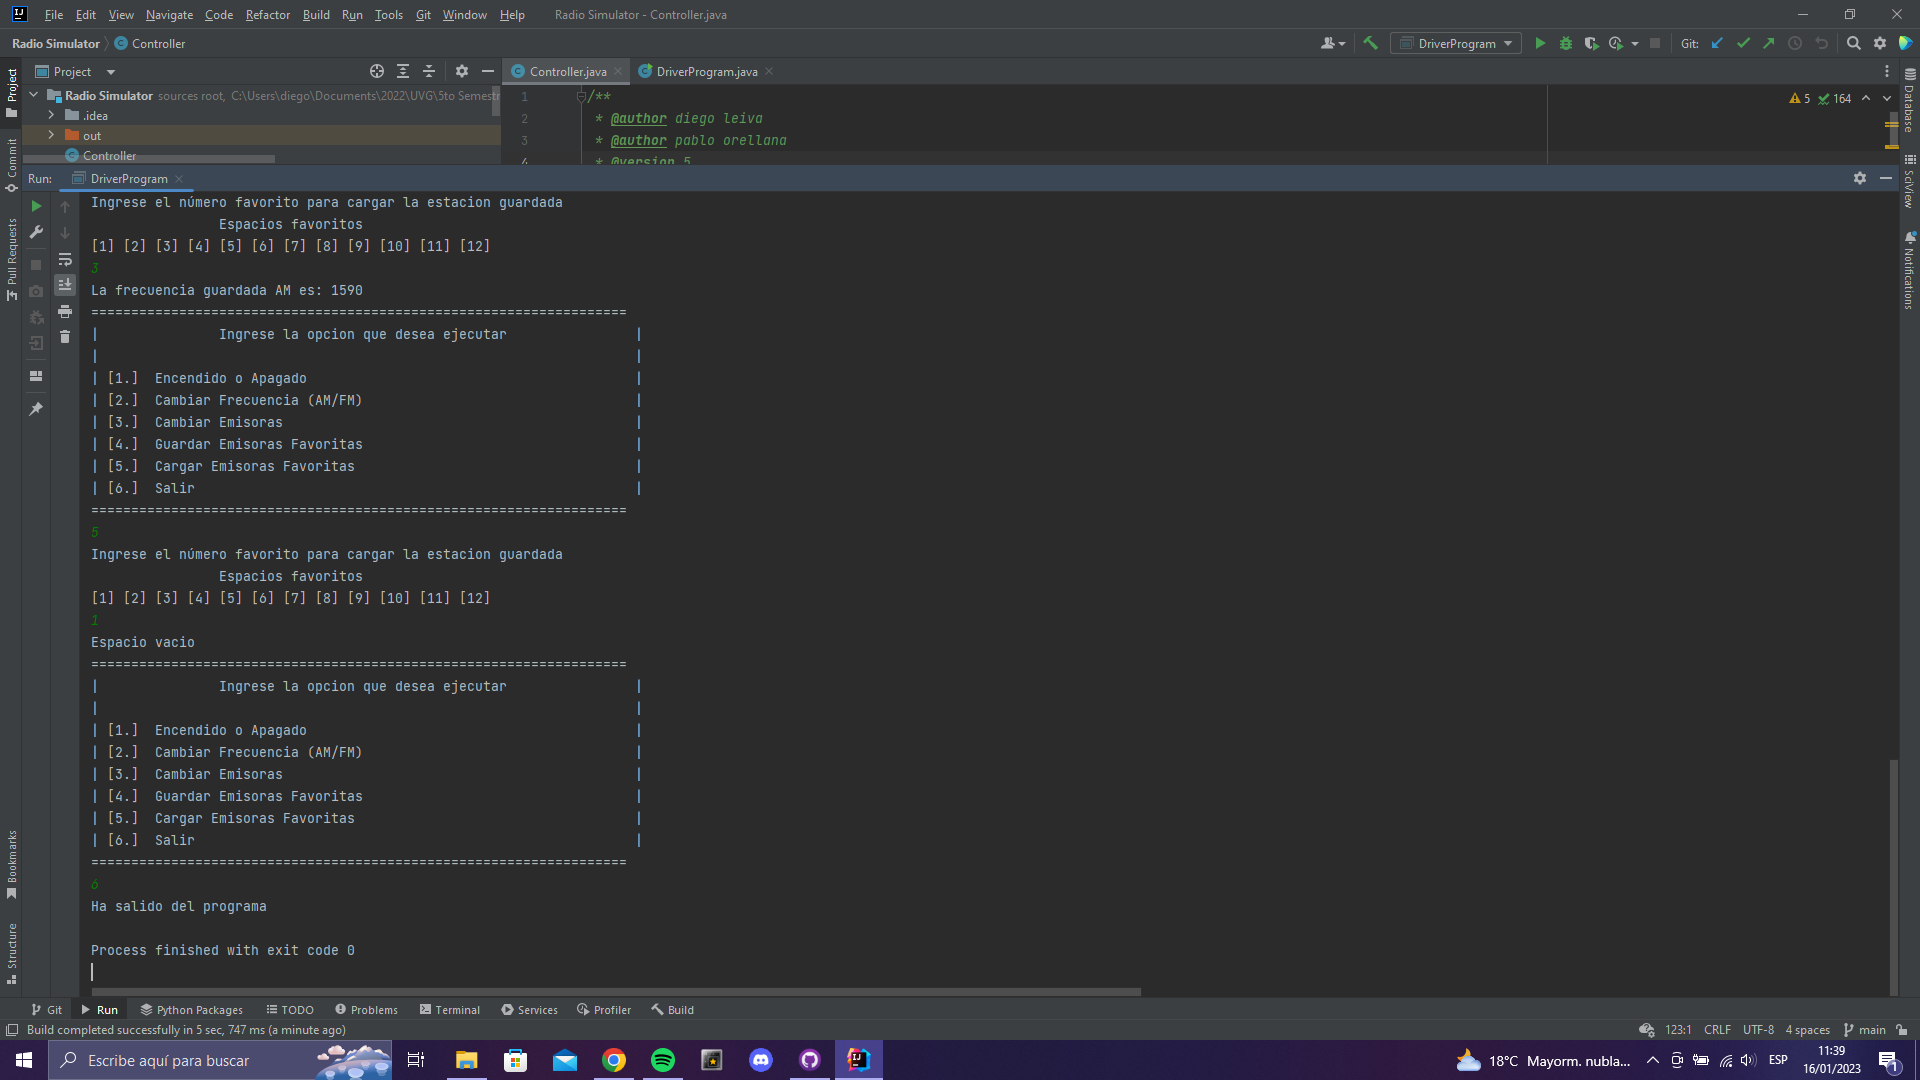 File Edit View Navigate Code Refactor Build Run Tools Git Window Help Radio Simulator - Controller.java
Radio Simulator Controller DriverProgram Git:
Project Controller.java DriverProgram.java
Radio Simulator sources root, C:\Users\diego\Documents\2022\UVG\5to Semestr
.idea
out
Controller
1 /**
2 * @author diego leiva
3 * @author pablo orellana
4 * @version 5
5 164
Project
Commit
Pull Requests
Bookmarks
Structure
Database
SciView
Notifications
Run: DriverProgram
Ingrese el número favorito para cargar la estacion guardada
Espacios favoritos
[1] [2] [3] [4] [5] [6] [7] [8] [9] [10] [11] [12]
3
La frecuencia guardada AM es: 1590
===================================================================
| Ingrese la opcion que desea ejecutar |
| |
| [1.] Encendido o Apagado |
| [2.] Cambiar Frecuencia (AM/FM) |
| [3.] Cambiar Emisoras |
| [4.] Guardar Emisoras Favoritas |
| [5.] Cargar Emisoras Favoritas |
| [6.] Salir |
===================================================================
5
Ingrese el número favorito para cargar la estacion guardada
Espacios favoritos
[1] [2] [3] [4] [5] [6] [7] [8] [9] [10] [11] [12]
1
Espacio vacio
===================================================================
| Ingrese la opcion que desea ejecutar |
| |
| [1.] Encendido o Apagado |
| [2.] Cambiar Frecuencia (AM/FM) |
| [3.] Cambiar Emisoras |
| [4.] Guardar Emisoras Favoritas |
| [5.] Cargar Emisoras Favoritas |
| [6.] Salir |
===================================================================
6
Ha salido del programa
Process finished with exit code 0
Git Run Python Packages TODO Problems Terminal Services Profiler Build
Build completed successfully in 5 sec, 747 ms (a minute ago) 123:1 CRLF UTF-8 4 spaces main
Escribe aquí para buscar 18°C Mayorm. nubla... ESP 11:39
16/01/2023 1